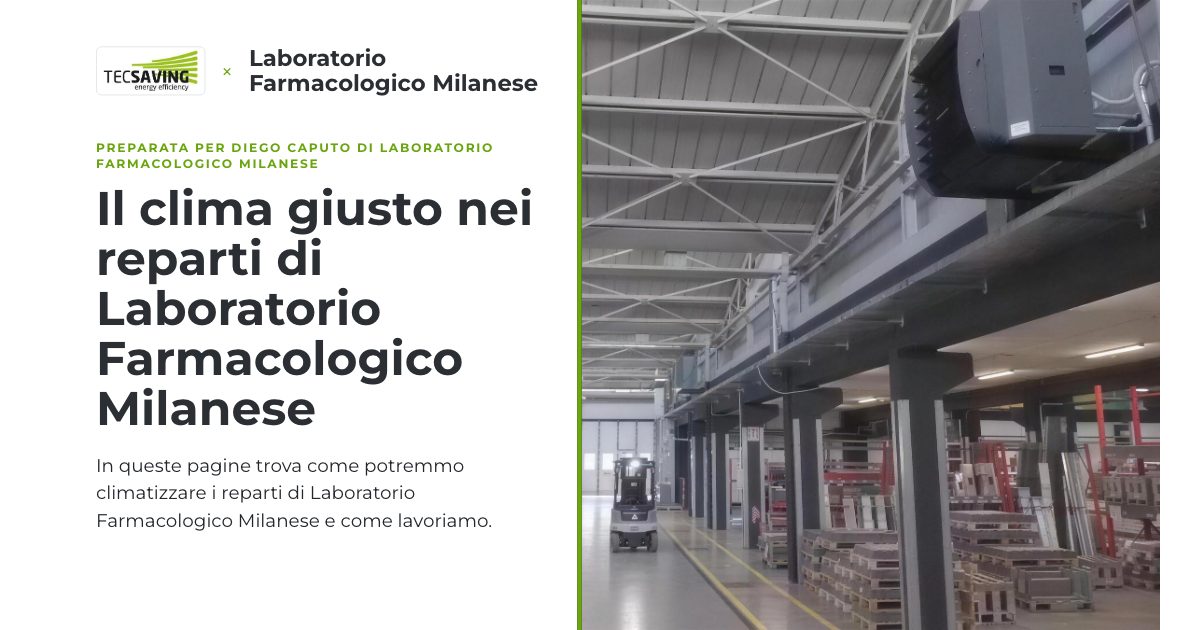 TECSAVING
energy efficiency
×
Laboratorio
Farmacologico Milanese
PREPARATA PER DIEGO CAPUTO DI LABORATORIO
FARMACOLOGICO MILANESE
Il clima giusto nei
reparti di
Laboratorio
Farmacologico
Milanese
In queste pagine trova come potremmo
climatizzare i reparti di Laboratorio
Farmacologico Milanese e come lavoriamo.